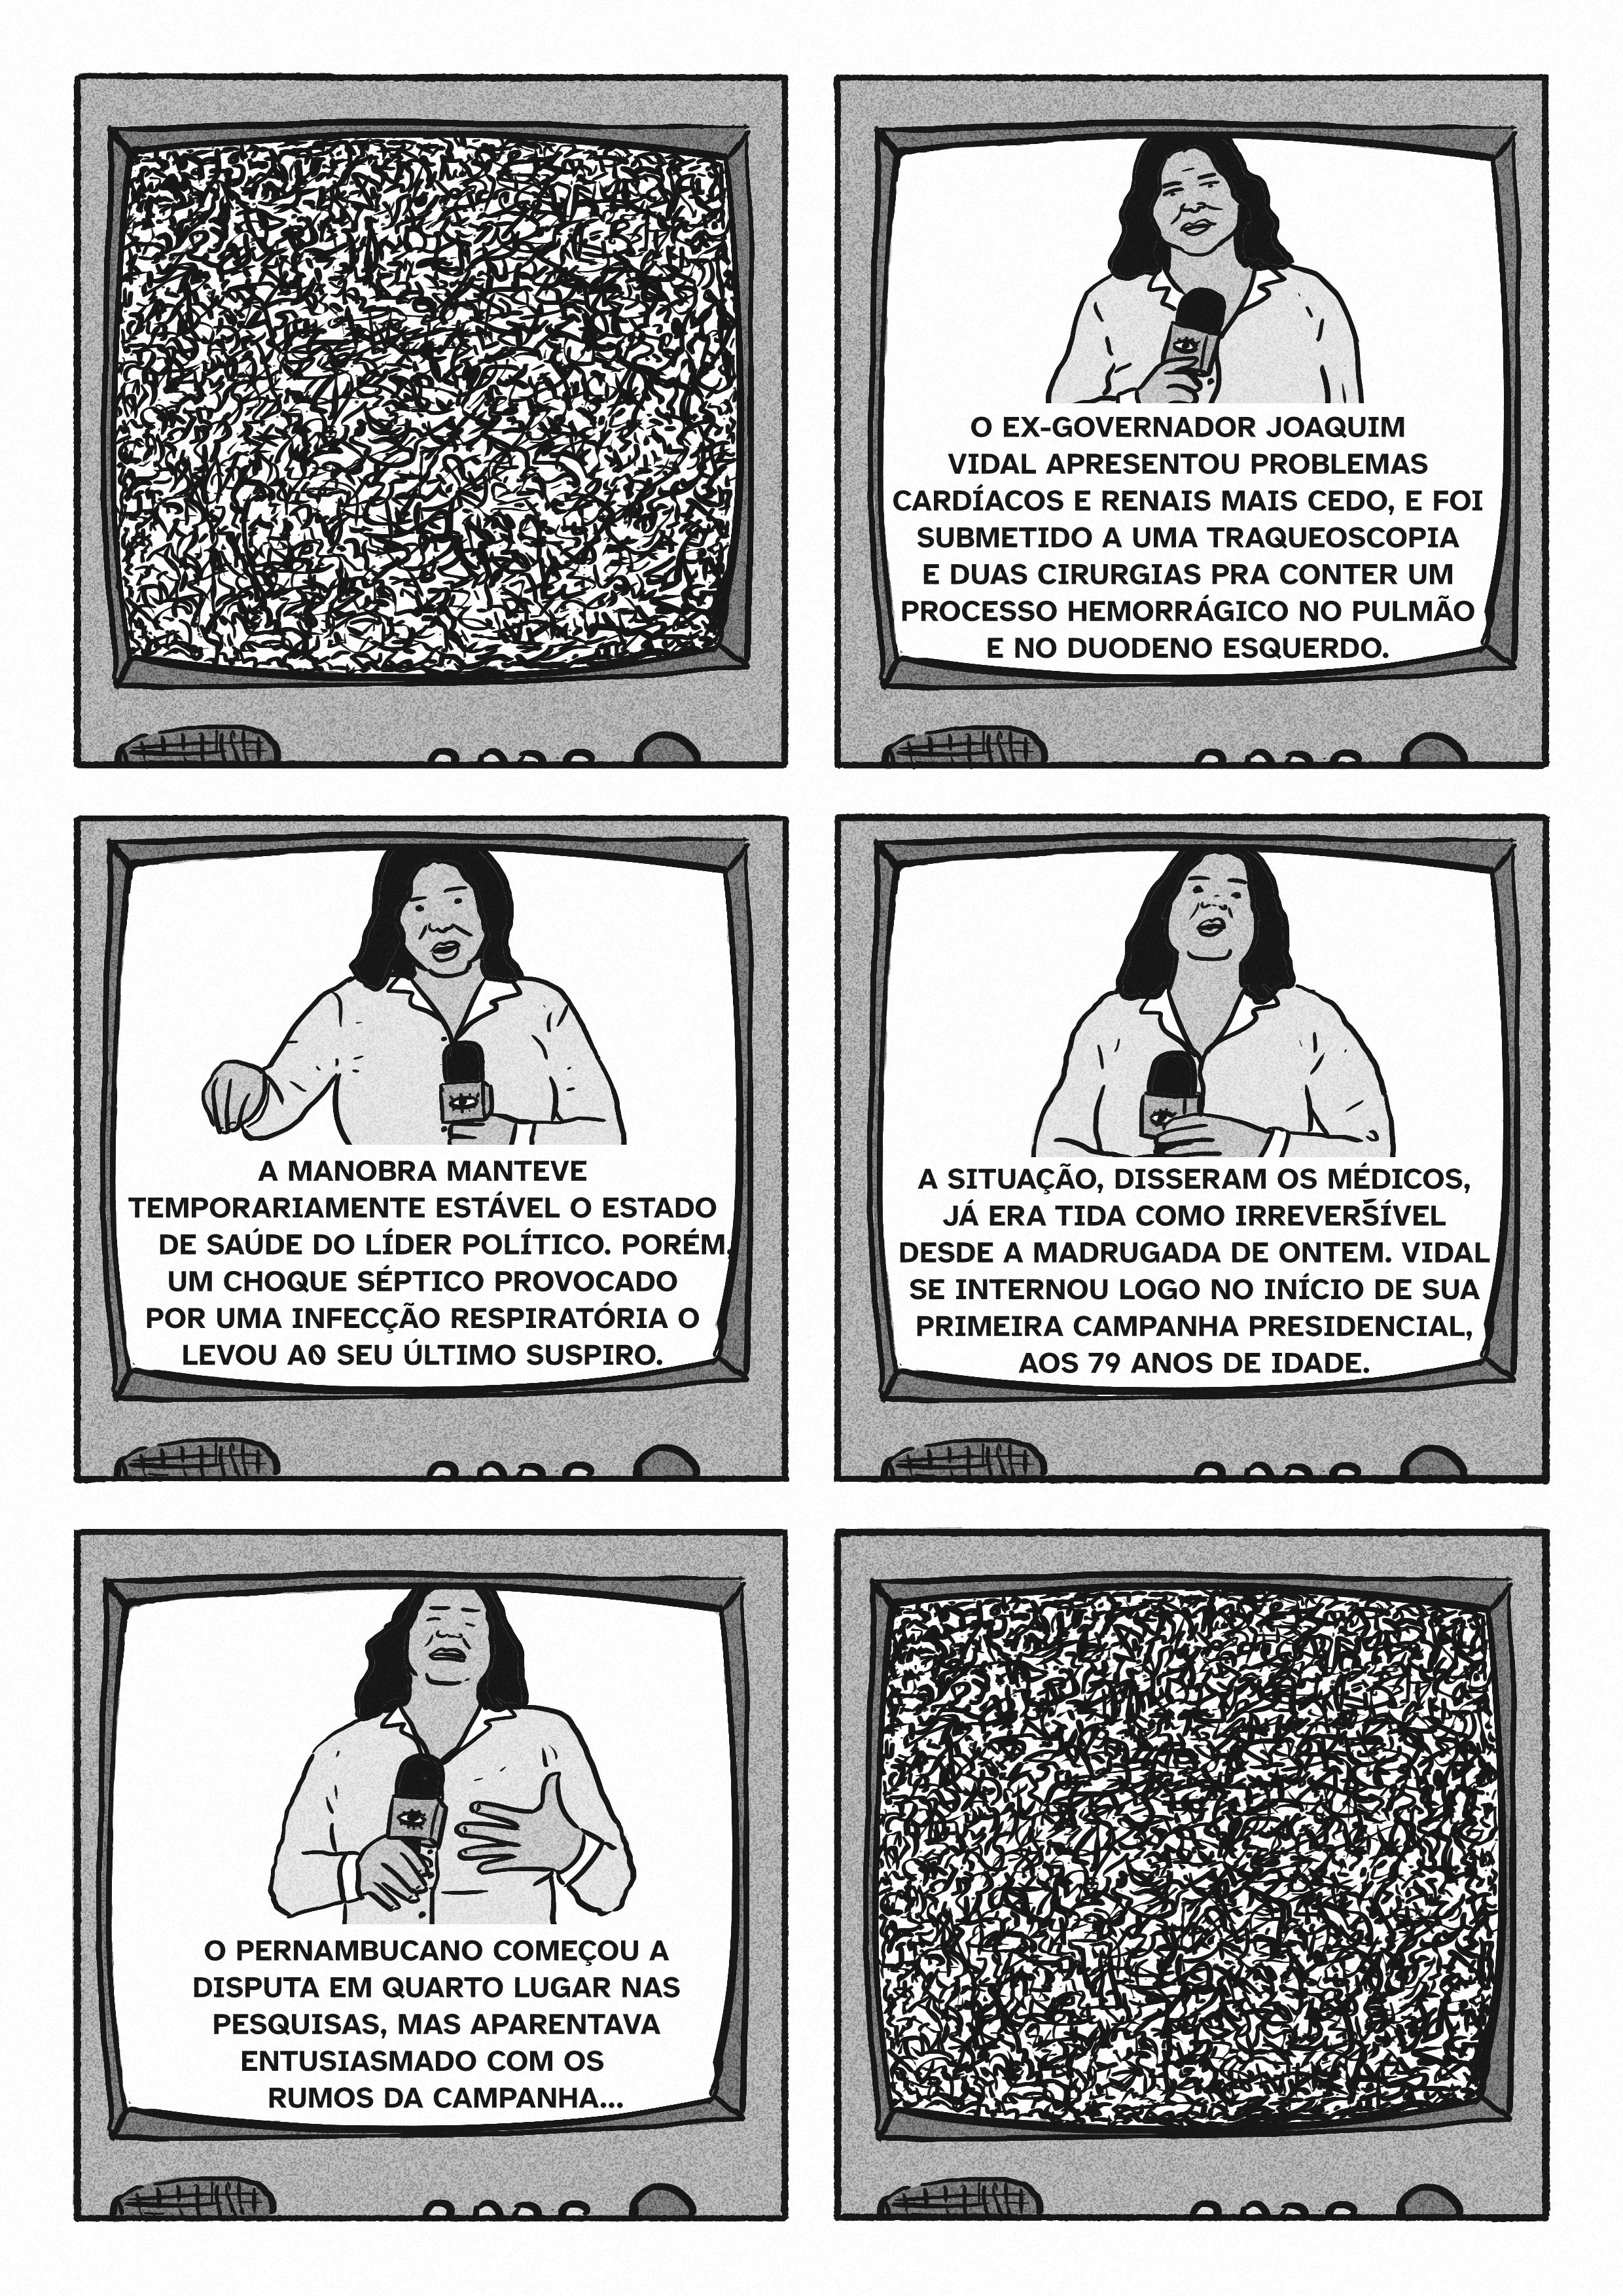 O EX-GOVERNADOR JOAQUIM
VIDAL APRESENTOU PROBLEMAS
CARDÍACOS E RENAIS MAIS CEDO, E FOI
SUBMETIDO A UMA TRAQUEOSCOPIA
E DUAS CIRURGIAS PRA CONTER UM
PROCESSO HEMORRÁGICO NO PULMÃO
E NO DUODENO ESQUERDO.
A MANOBRA MANTEVE
TEMPORARIAMENTE ESTÁVEL O ESTADO
DE SAÚDE DO LÍDER POLÍTICO. PORÉM,
UM CHOQUE SÉPTICO PROVOCADO
POR UMA INFECÇÃO RESPIRATÓRIA O
LEVOU A0 SEU ÚLTIMO SUSPIRO.
A SITUAÇÃO, DISSERAM OS MÉDICOS,
JÁ ERA TIDA COMO IRREVERSÍVEL
DESDE A MADRUGADA DE ONTEM. VIDAL
SE INTERNOU LOGO NO INÍCIO DE SUA
PRIMEIRA CAMPANHA PRESIDENCIAL,
AOS 79 ANOS DE IDADE.
O PERNAMBUCANO COMEÇOU A
DISPUTA EM QUARTO LUGAR NAS
PESQUISAS, MAS APARENTAVA
ENTUSIASMADO COM OS
RUMOS DA CAMPANHA...